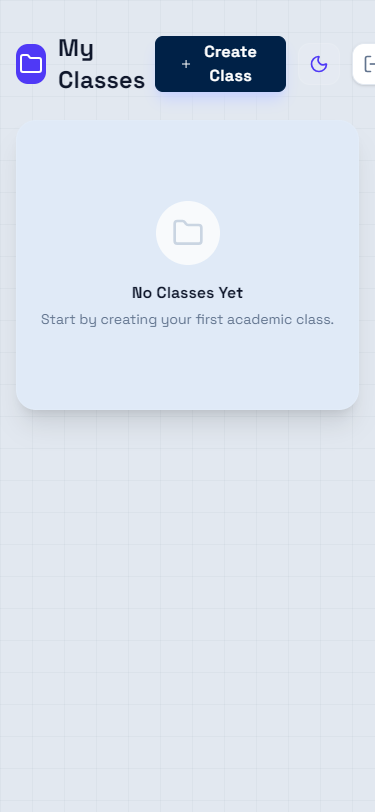 My
Classes
+ Create
Class
No Classes Yet
Start by creating your first academic class.